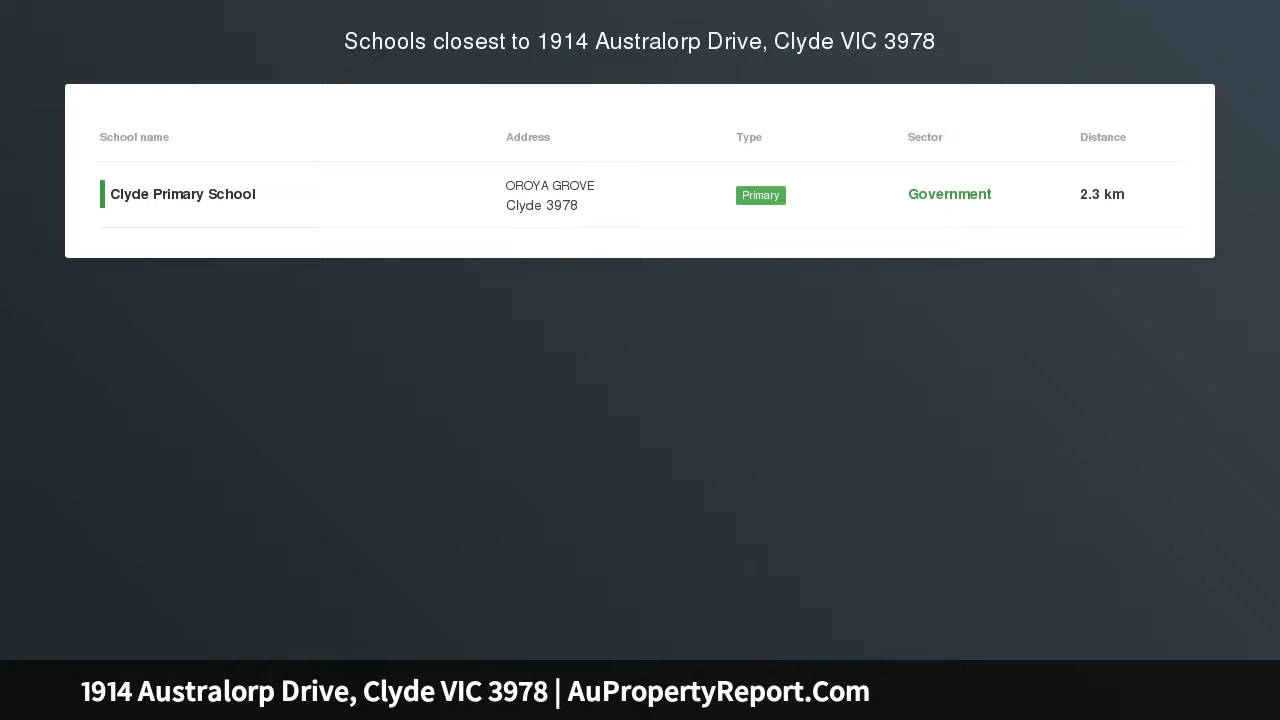 Schools closest to 1914 Australorp Drive, Clyde VIC 3978
School name Address Type Sector Distance
Clyde Primary School OROYA GROVE Clyde 3978 Primary Government 2.3 km
1914 Australorp Drive, Clyde VIC 3978 | AuPropertyReport.Com